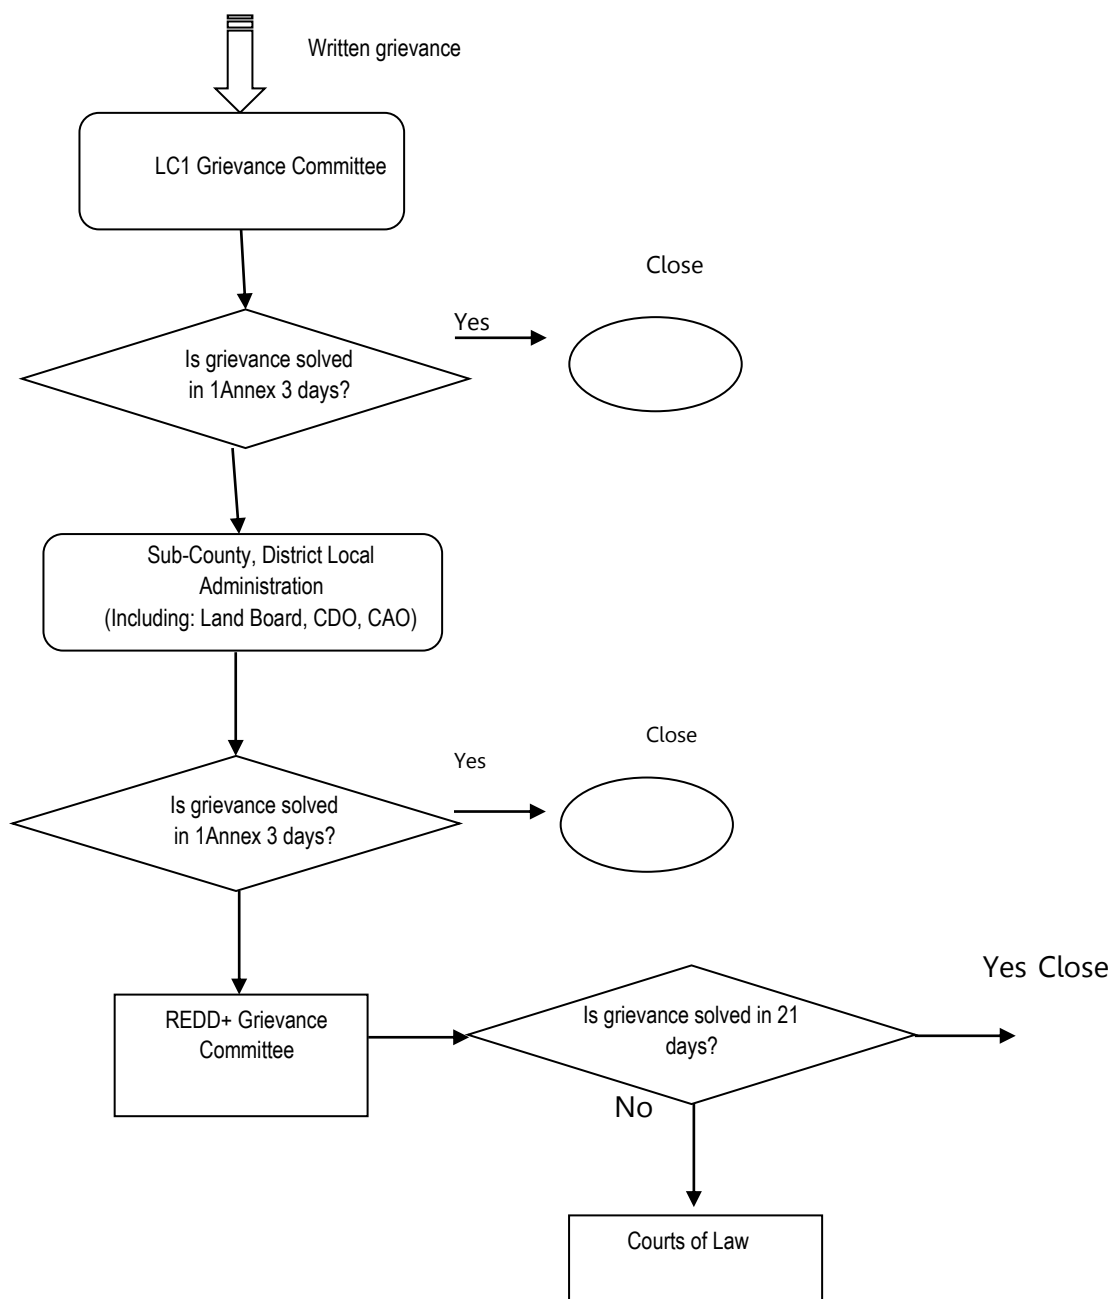 Written grievance
LC1 Grievance Committee
Close
Yes
Is grievance solved
in 1Annex 3 days?
Sub-County, District Local
Administration
(Including: Land Board, CDO, CAO)
Close
Yes
Is grievance solved
in 1Annex 3 days?
Yes Close
REDD+ Grievance
Committee
Is grievance solved in 21
days?
No
Courts of Law